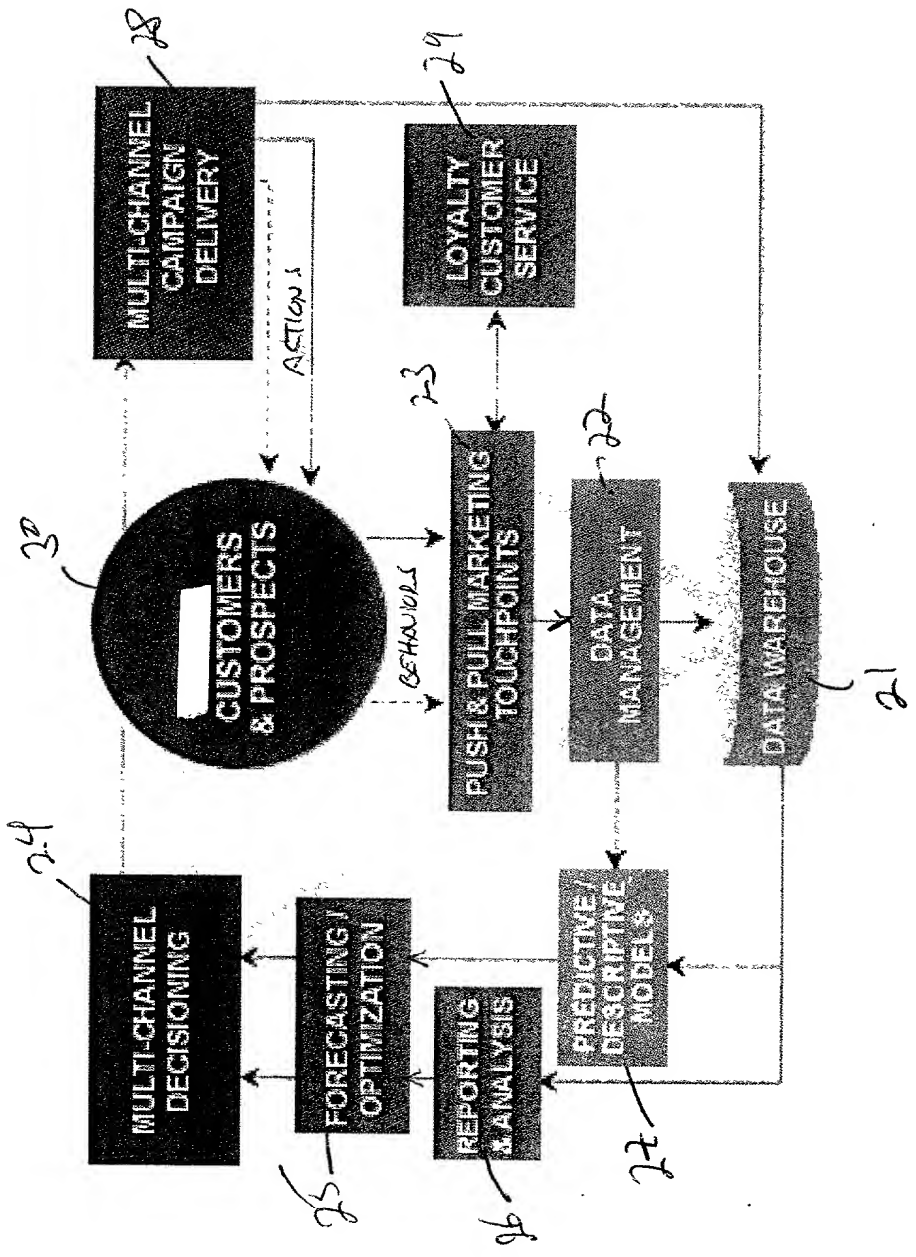 24
MULTI-CHANNEL
DECISIONING
30
CUSTOMERS
& PROSPECTS
28
MULTI-CHANNEL
CAMPAIGN
DELIVERY
ACTIONS
BEHAVIORS
25
FORECASTING /
OPTIMIZATION
26
REPORTING
& ANALYSIS
27
PREDICTIVE /
DESCRIPTIVE
MODELS
23
PUSH & PULL MARKETING
TOUCHPOINTS
29
LOYALTY
CUSTOMER
SERVICE
22
DATA
MANAGEMENT
DATA WAREHOUSE
21